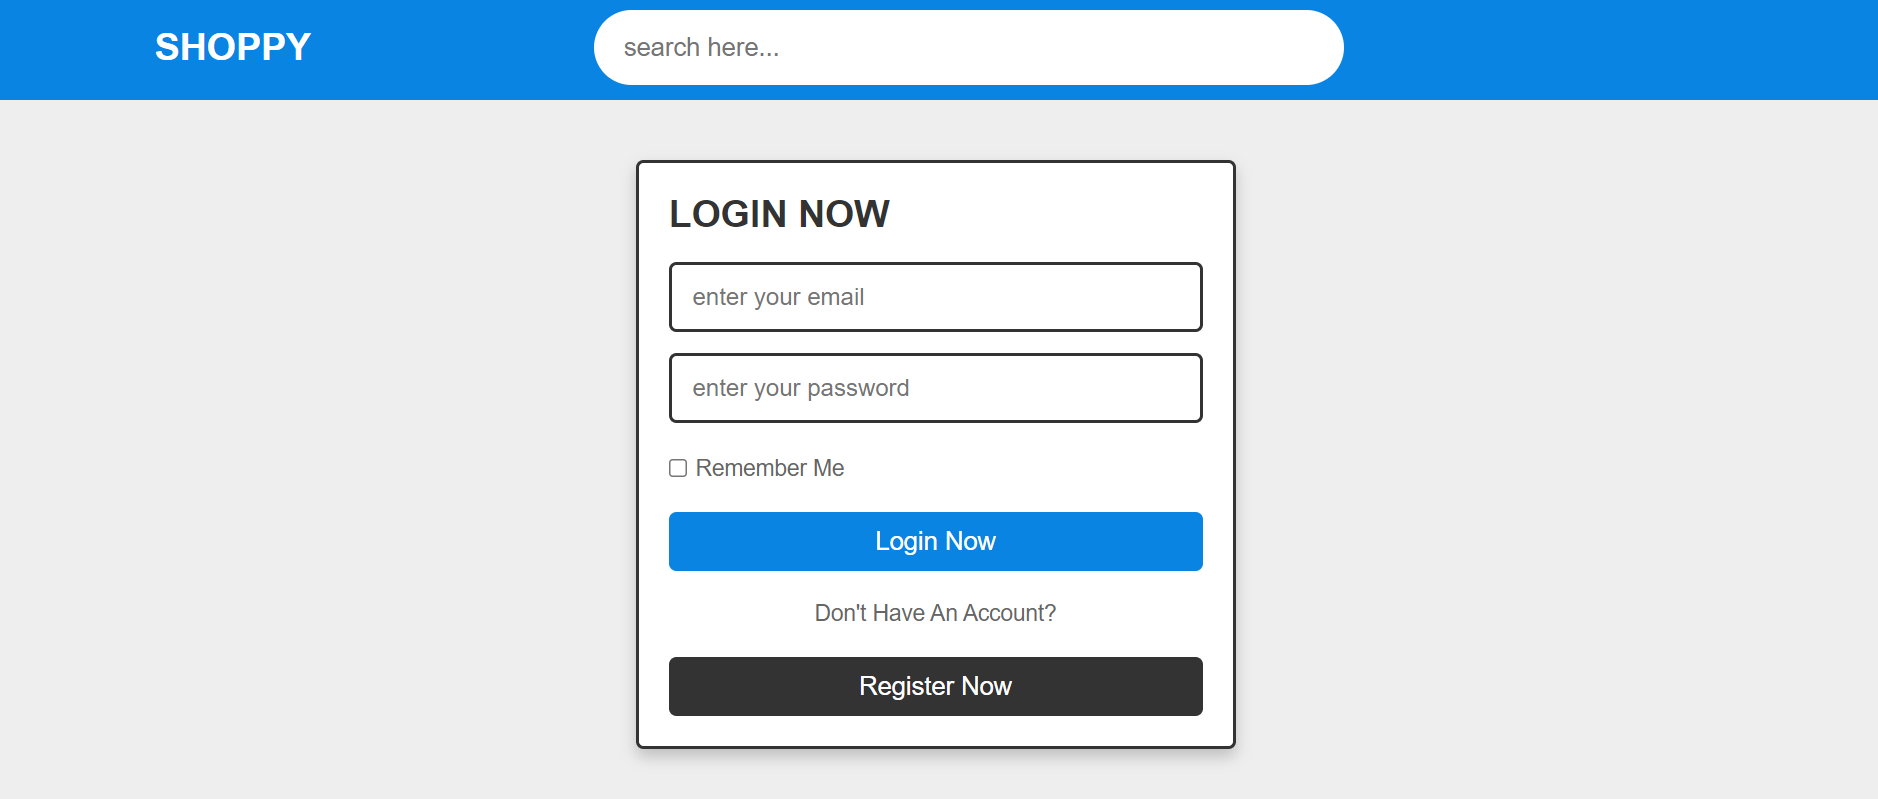 SHOPPY
search here...
LOGIN NOW
enter your email
enter your password
Remember Me
Login Now
Don't Have An Account?
Register Now